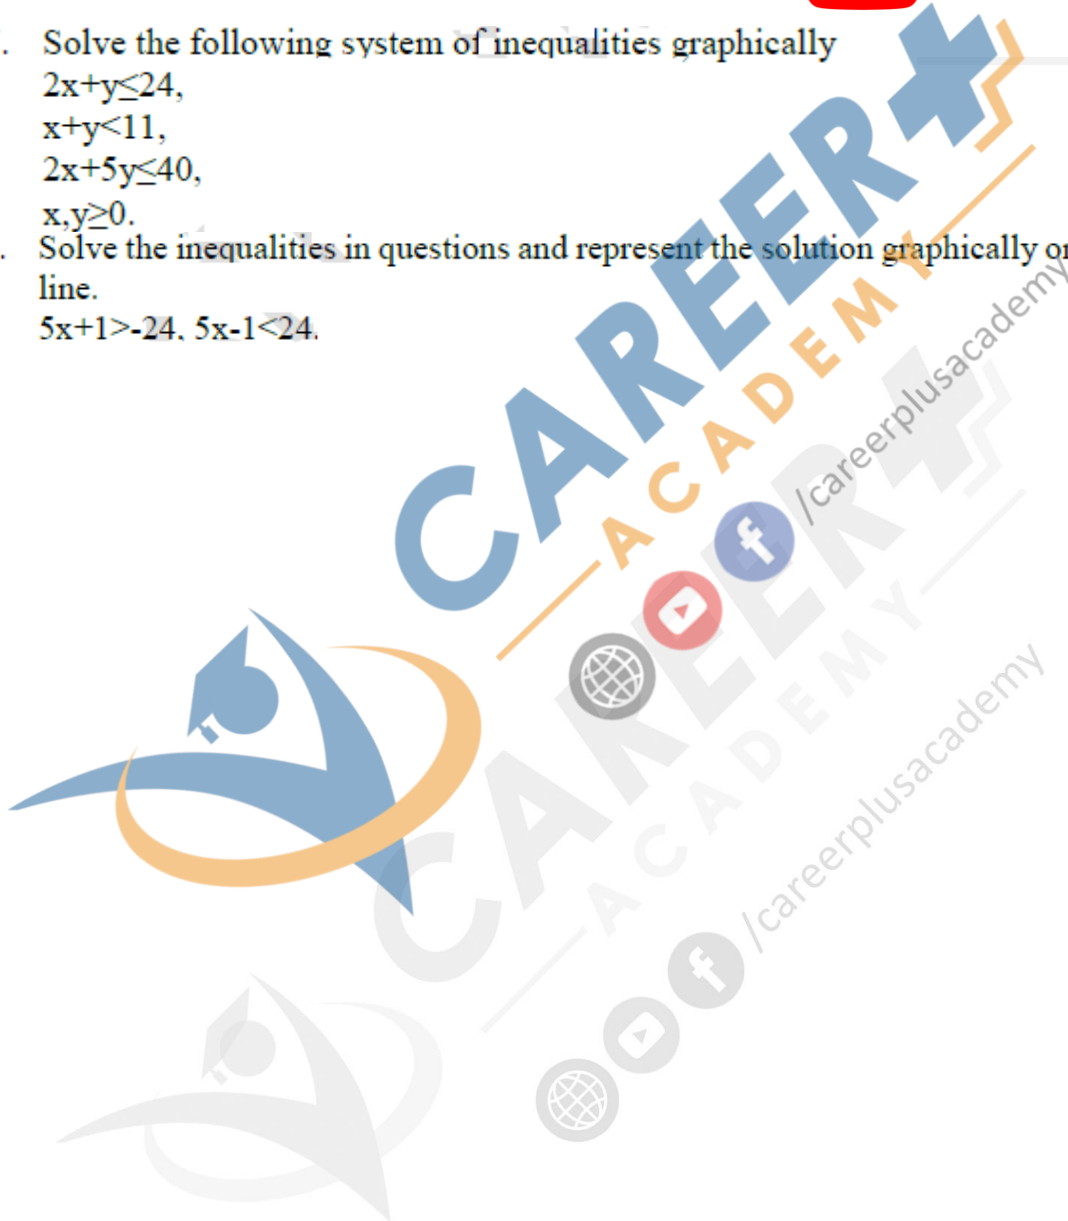 . Solve the following system of inequalities graphically
2x+y≤24,
x+y<11,
2x+5y≤40,
x,y≥0.
. Solve the inequalities in questions and represent the solution graphically
line.
5x+1>-24, 5x-1<24.
CAREER
ACADEMY
/careerplusacademy
CAREER
ACADEMY
/careerplusacademy